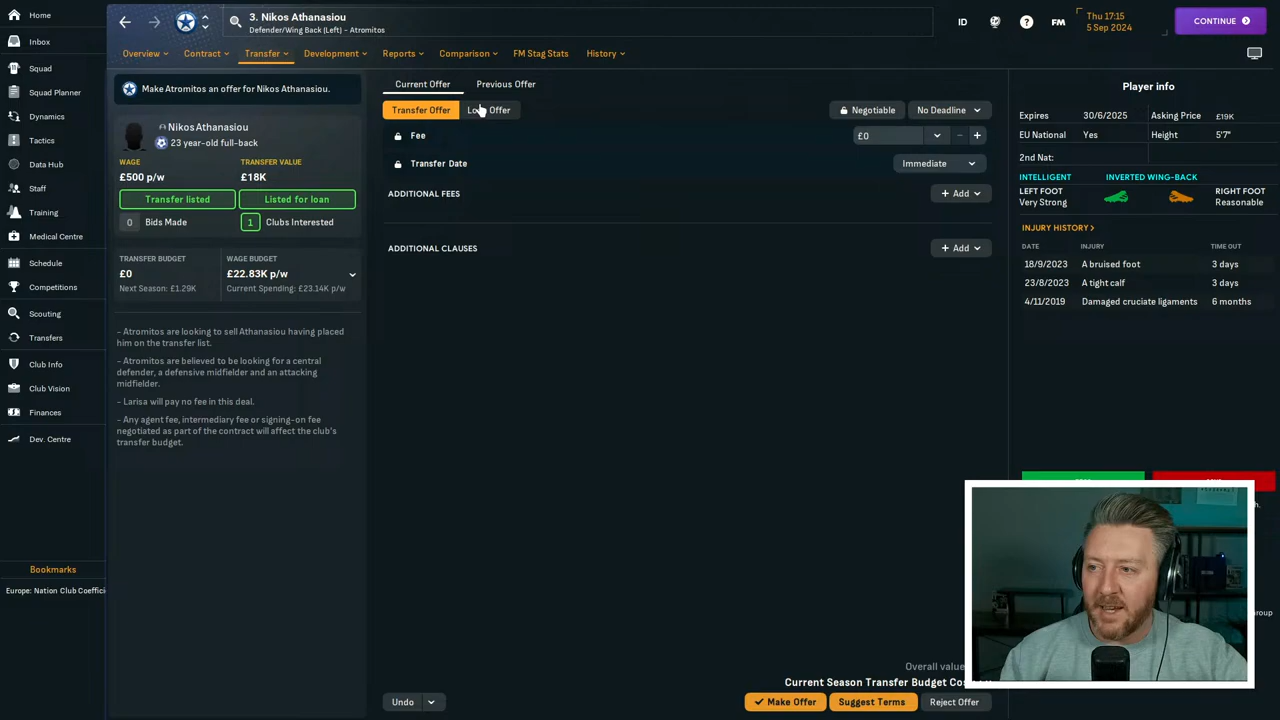 Home
Inbox
Squad
Squad Planner
Dynamics
Tactics
Data Hub
Staff
Training
Medical Centre
Schedule
Competitions
Scouting
Transfers
Club Info
Club Vision
Finances
Dev. Centre
Bookmarks
Europe: Nation Club Coeffici
3. Nikos Athanasiou
Defender/Wing Back (Left) - Atromitos
ID
FM
Thu 17:15
5 Sep 2024
CONTINUE
Overview
Contract
Transfer
Development
Reports
Comparison
FM Stag Stats
History
Make Atromitos an offer for Nikos Athanasiou.
Nikos Athanasiou
23 year-old full-back
WAGE
TRANSFER VALUE
£500 p/w
£18K
Transfer listed
Listed for loan
0 Bids Made
1 Clubs Interested
TRANSFER BUDGET
WAGE BUDGET
£0
£22.83K p/w
Next Season: £1.29K
Current Spending: £23.14K p/w
- Atromitos are looking to sell Athanasiou having placed
him on the transfer list.
- Atromitos are believed to be looking for a central
defender, a defensive midfielder and an attacking
midfielder.
- Larisa will pay no fee in this deal.
- Any agent fee, intermediary fee or signing-on fee
negotiated as part of the contract will affect the club's
transfer budget.
Current Offer
Previous Offer
Transfer Offer
Offer
Negotiable
No Deadline
Fee
£0
Transfer Date
Immediate
ADDITIONAL FEES
+ Add
ADDITIONAL CLAUSES
+ Add
Overall value
Current Season Transfer Budget
Undo
Make Offer
Suggest Terms
Reject Offer
Player info
Expires 30/6/2025
Asking Price £19K
EU National Yes
Height 5'7"
2nd Nat:
INTELLIGENT
INVERTED WING-BACK
LEFT FOOT
Very Strong
RIGHT FOOT
Reasonable
INJURY HISTORY >
DATE INJURY TIME OUT
18/9/2023 A bruised foot 3 days
23/8/2023 A tight calf 3 days
4/11/2019 Damaged cruciate ligaments 6 months